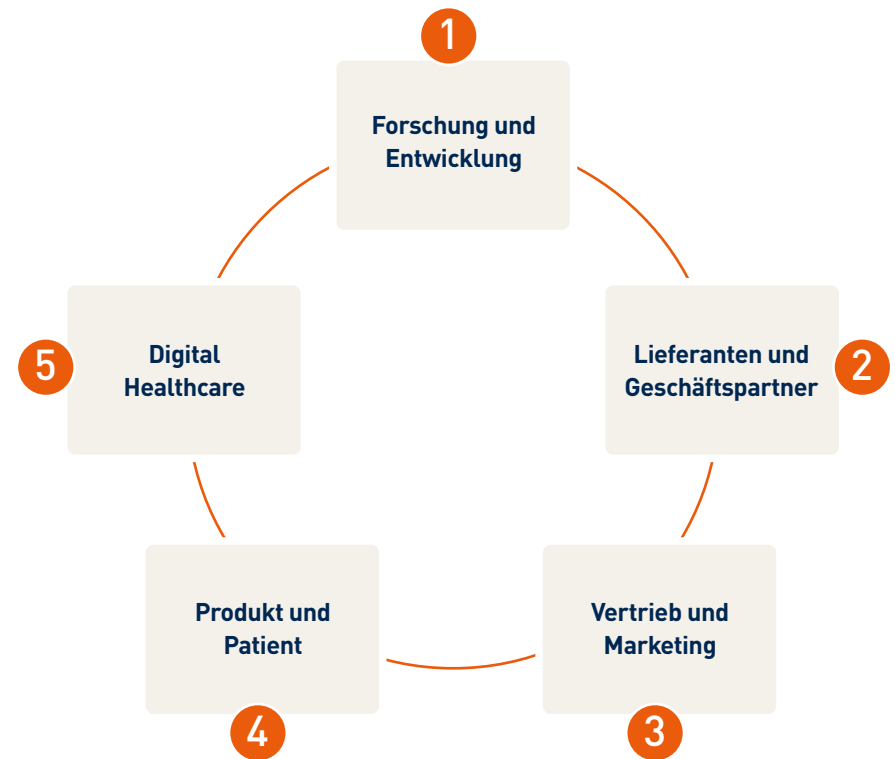 1
Forschung und
Entwicklung
2
Lieferanten und
Geschäftspartner
3
Vertrieb und
Marketing
4
Produkt und
Patient
5
Digital
Healthcare